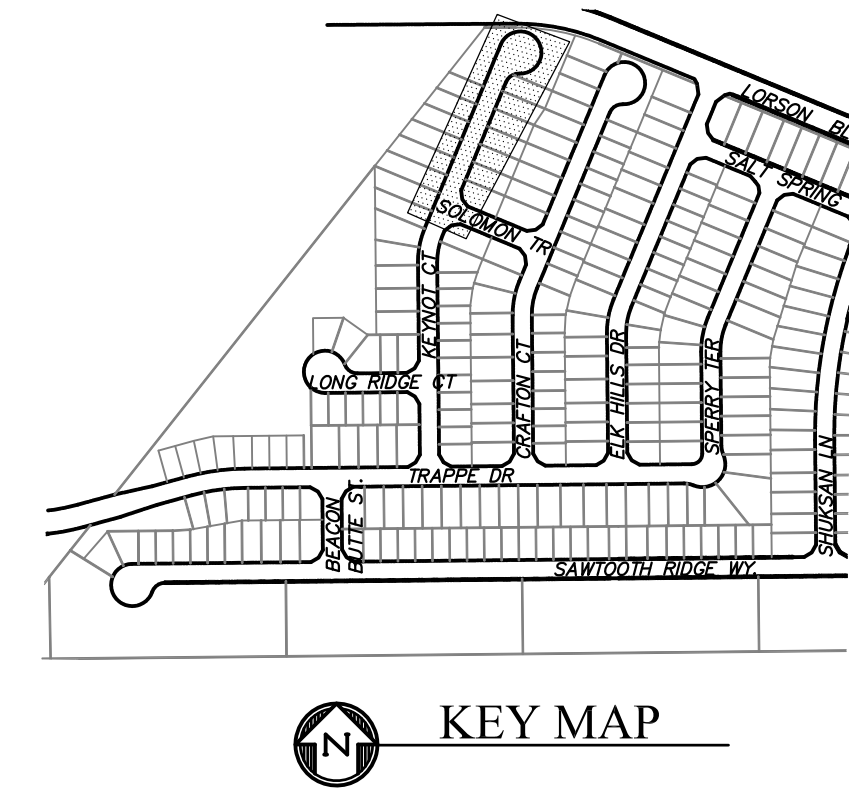 LORSON BL
SALT SPRING
SOLOMON TR
KEYNOT CT
LONG RIDGE CT
CRAFTON CT
ELK HILLS DR
SPERRY TER
SHUKSAN LN
TRAPPE DR
BEACON
BUTTE ST.
SAWTOOTH RIDGE WY.
N
KEY MAP